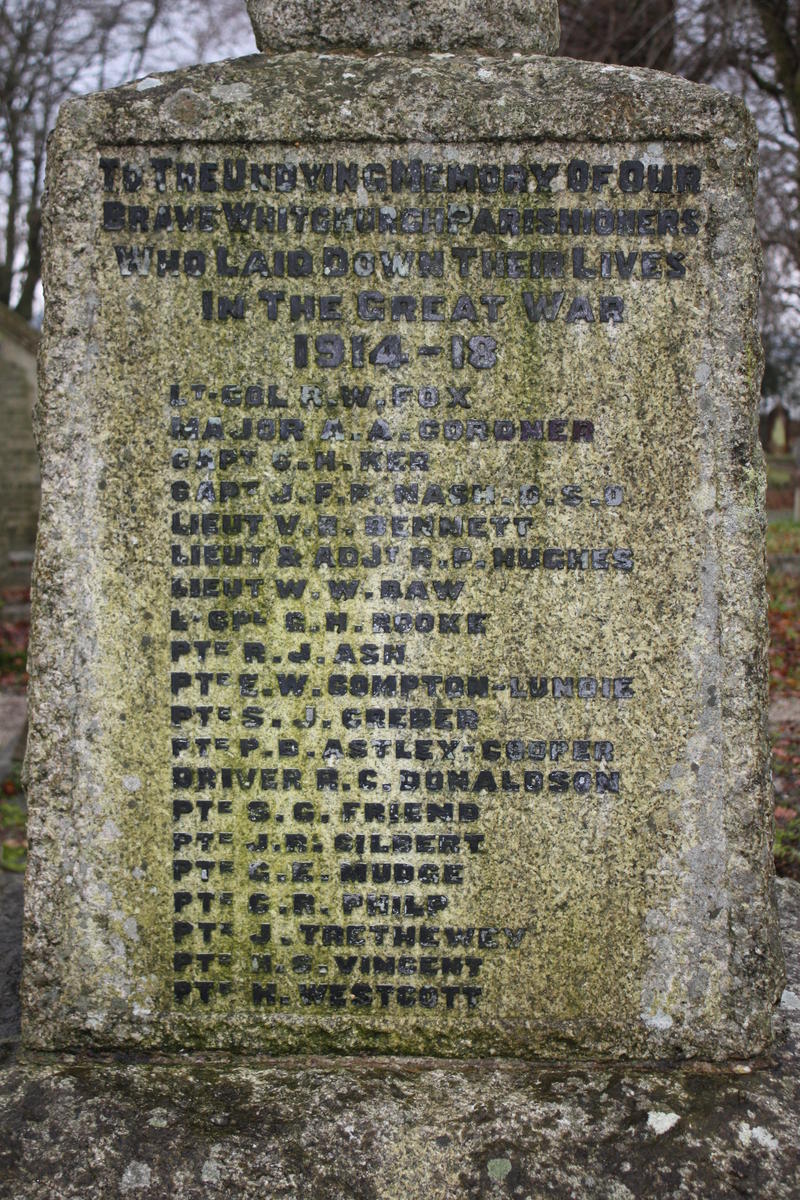 TO THE UNDYING MEMORY OF OUR
BRAVE WHITCHURCH PARISHIONERS
WHO LAID DOWN THEIR LIVES
IN THE GREAT WAR
1914-18
LT-COL R.W. FOX
MAJOR A.A. GORDNER
CAPT C.H. KER
CAPT J.F.P. NASH. D.S.O
LIEUT V.R. BENNETT
LIEUT & ADJT R.P. HUGHES
LIEUT W.W. DAW
L-CPL G.H. ROOKE
PTE R.J. ASH
PTE E.W. COMPTON-LUNDIE
PTE S.J. CREBER
PTE P.D. ASTLEY-COOPER
DRIVER R.C. DONALDSON
PTE S.G. FRIEND
PTE J.R. GILBERT
PTE G.E. MUDGE
PTE C.R. PHILP
PTE J. TRETHEWEY
PTE H.S. VINCENT
PTE H. WESTCOTT